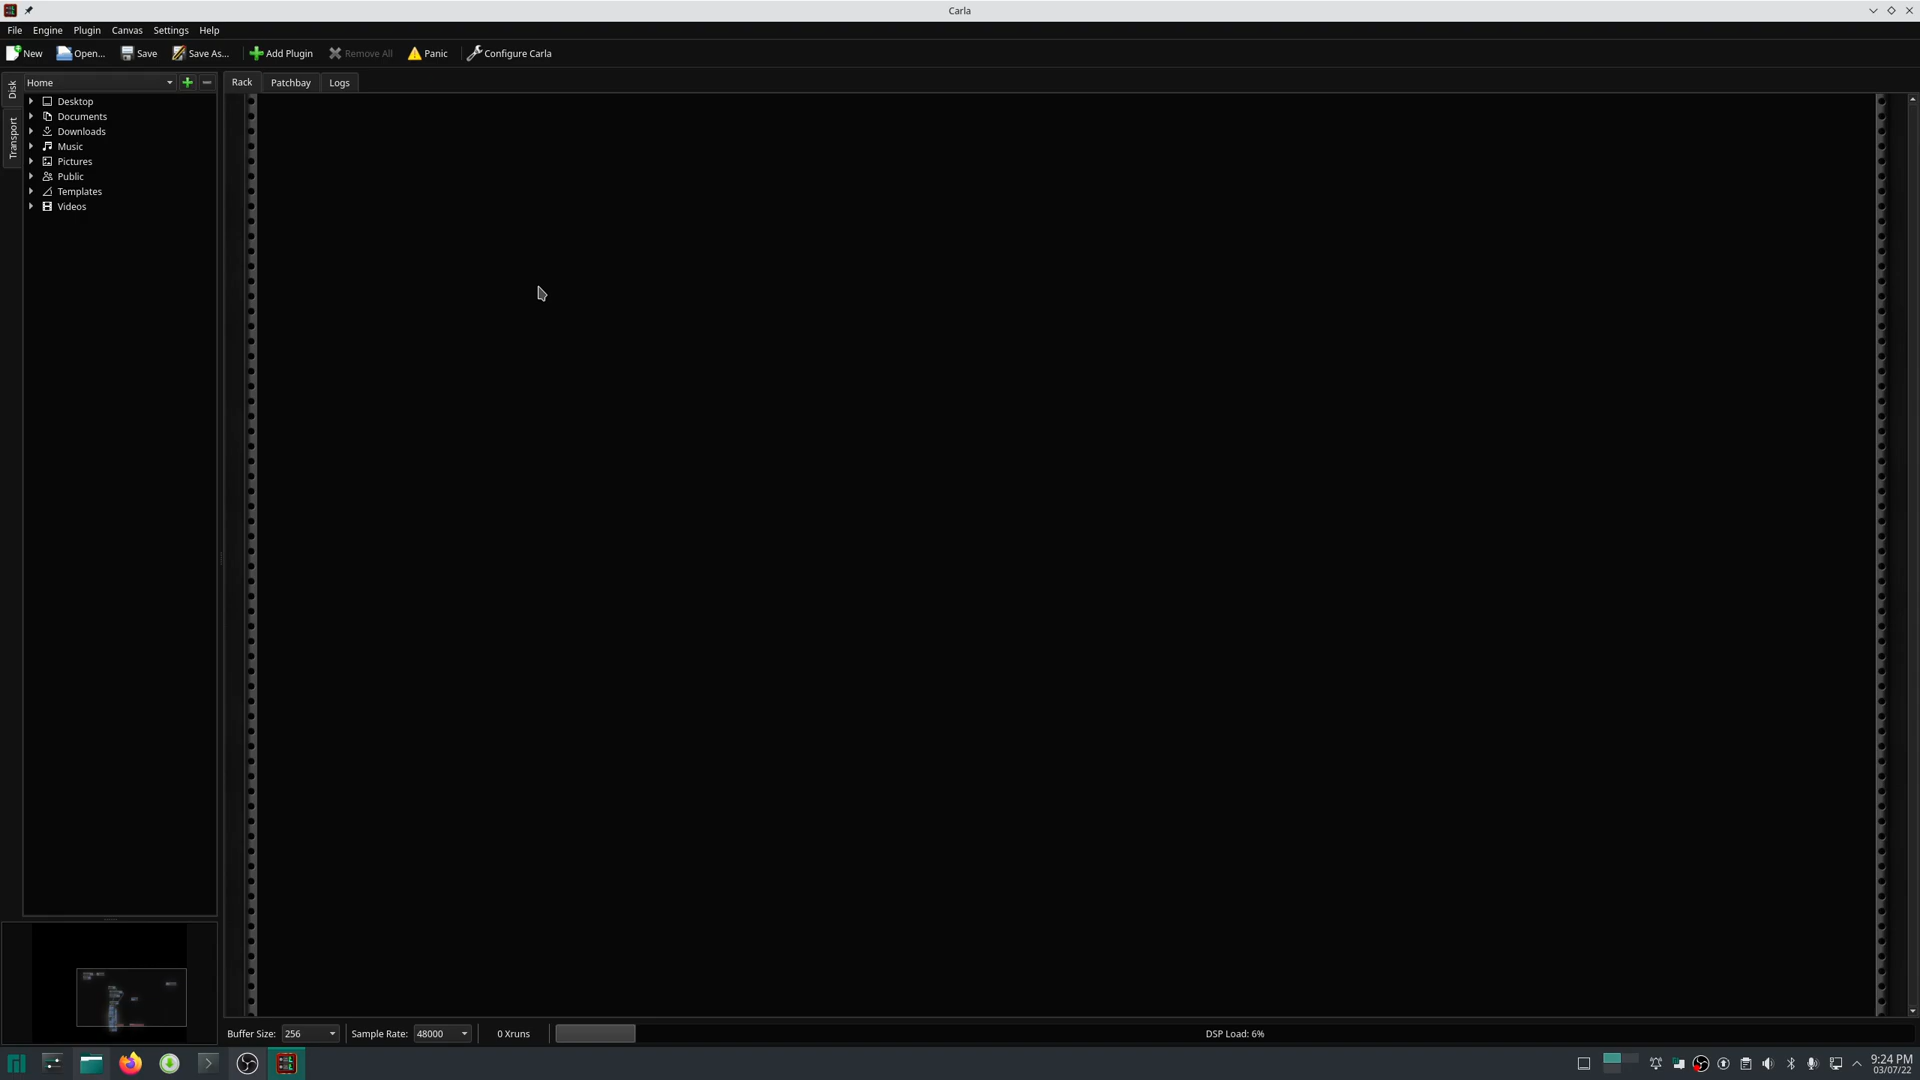 Carla
File Engine Plugin Canvas Settings Help
New Open... Save Save As... Add Plugin Remove All Panic Configure Carla
Disk
Transport
Home
Desktop
Documents
Downloads
Music
Pictures
Public
Templates
Videos
Rack Patchbay Logs
Buffer Size: 256 Sample Rate: 48000 0 Xruns DSP Load: 6%
9:24 PM
03/07/22